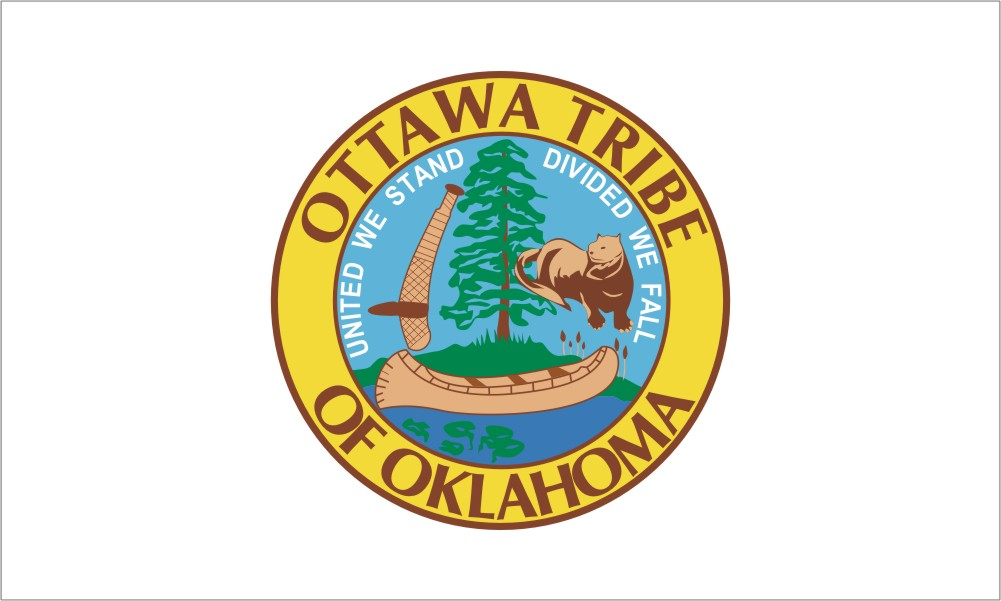 OTTAWA TRIBE
UNITED WE STAND DIVIDED WE FALL
OF OKLAHOMA